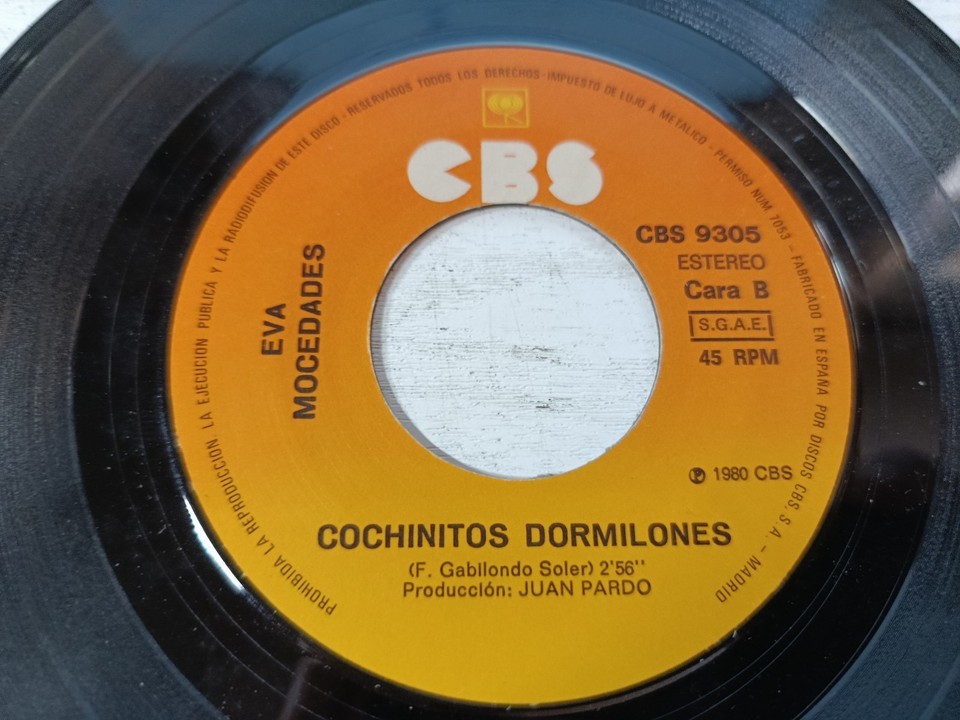 PROHIBIDA LA REPRODUCCION. LA EJECUCION PUBLICA Y LA RADIODIFUSION DE ESTE DISCO - RESERVADOS TODOS LOS DERECHOS - IMPUESTO DE LUJO A METALICO - PERMISO NUM 7053 - FABRICADO EN ESPAÑA POR DISCOS CBS, S.A. - MADRID
CBS
EVA
MOCEDADES
CBS 9305
ESTEREO
Cara B
S.G.A.E.
45 RPM
℗ 1980 CBS
COCHINITOS DORMILONES
(F. Gabilondo Soler) 2'56''
Producción: JUAN PARDO